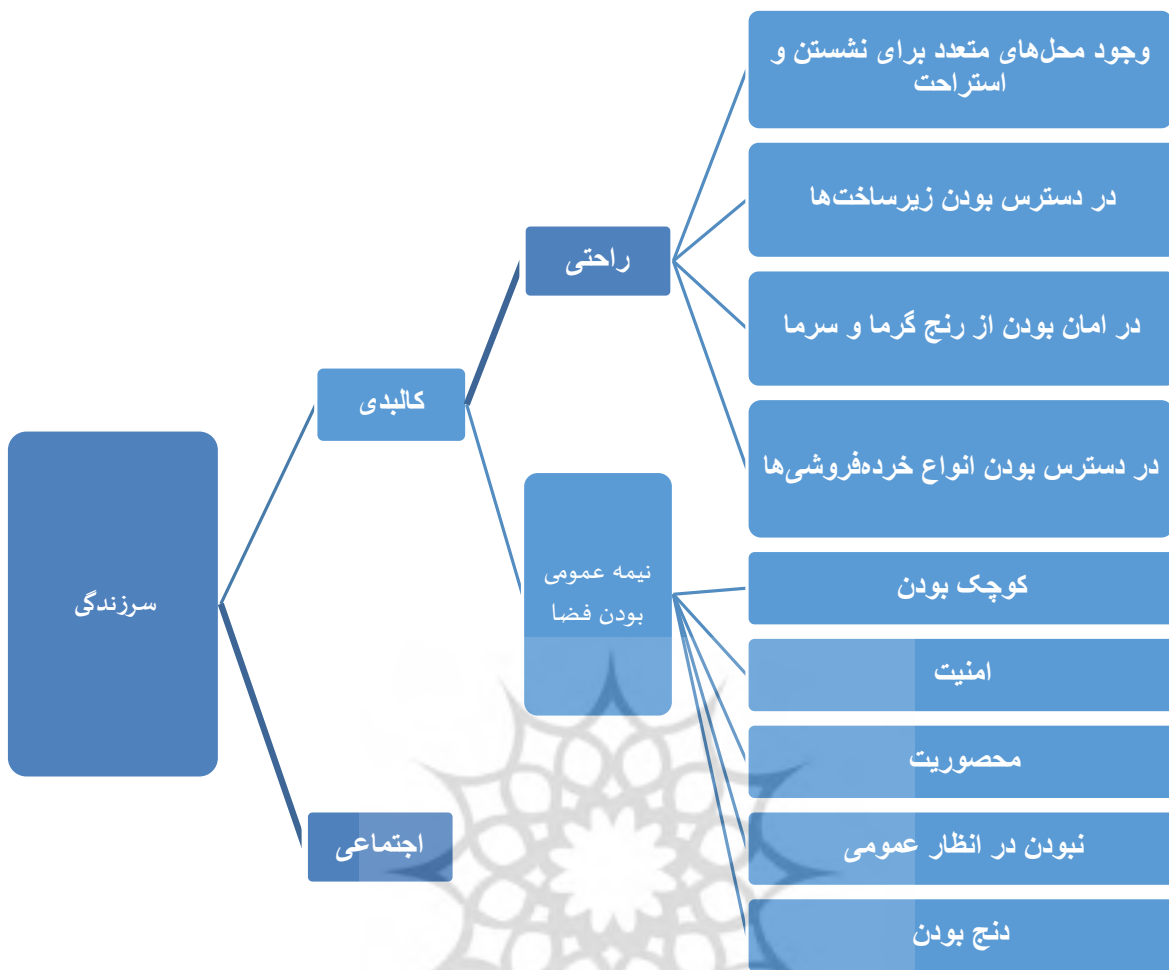 سرزندگی
کالبدی
راحتی
وجود محل‌های متعدد برای نشستن و
استراحت
در دسترس بودن زیرساخت‌ها
در امان بودن از رنج گرما و سرما
در دسترس بودن انواع خرده‌فروشی‌ها
نیمه عمومی
بودن فضا
کوچک بودن
امنیت
محصوریت
نبودن در انظار عمومی
دنج بودن
اجتماعی